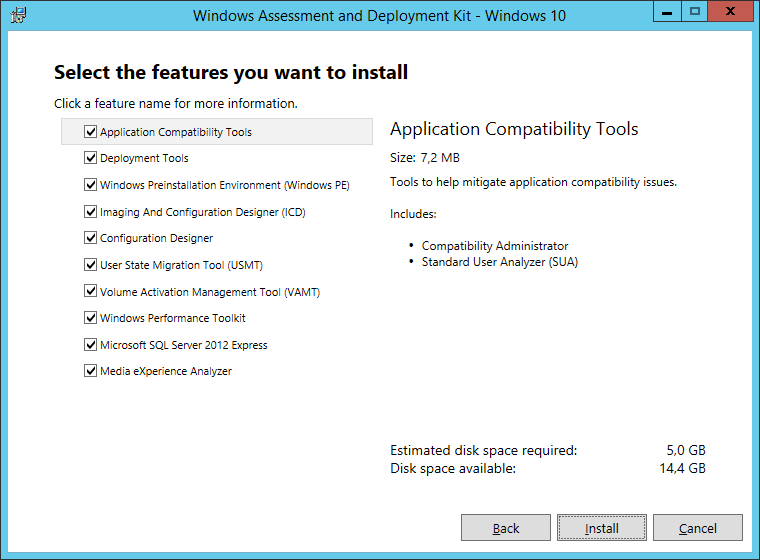 Windows Assessment and Deployment Kit - Windows 10
Select the features you want to install
Click a feature name for more information.
Application Compatibility Tools
Deployment Tools
Windows Preinstallation Environment (Windows PE)
Imaging And Configuration Designer (ICD)
Configuration Designer
User State Migration Tool (USMT)
Volume Activation Management Tool (VAMT)
Windows Performance Toolkit
Microsoft SQL Server 2012 Express
Media eXperience Analyzer
Application Compatibility Tools
Size: 7,2 MB
Tools to help mitigate application compatibility issues.
Includes:
• Compatibility Administrator
• Standard User Analyzer (SUA)
Estimated disk space required: 5,0 GB
Disk space available: 14,4 GB
Back Install Cancel